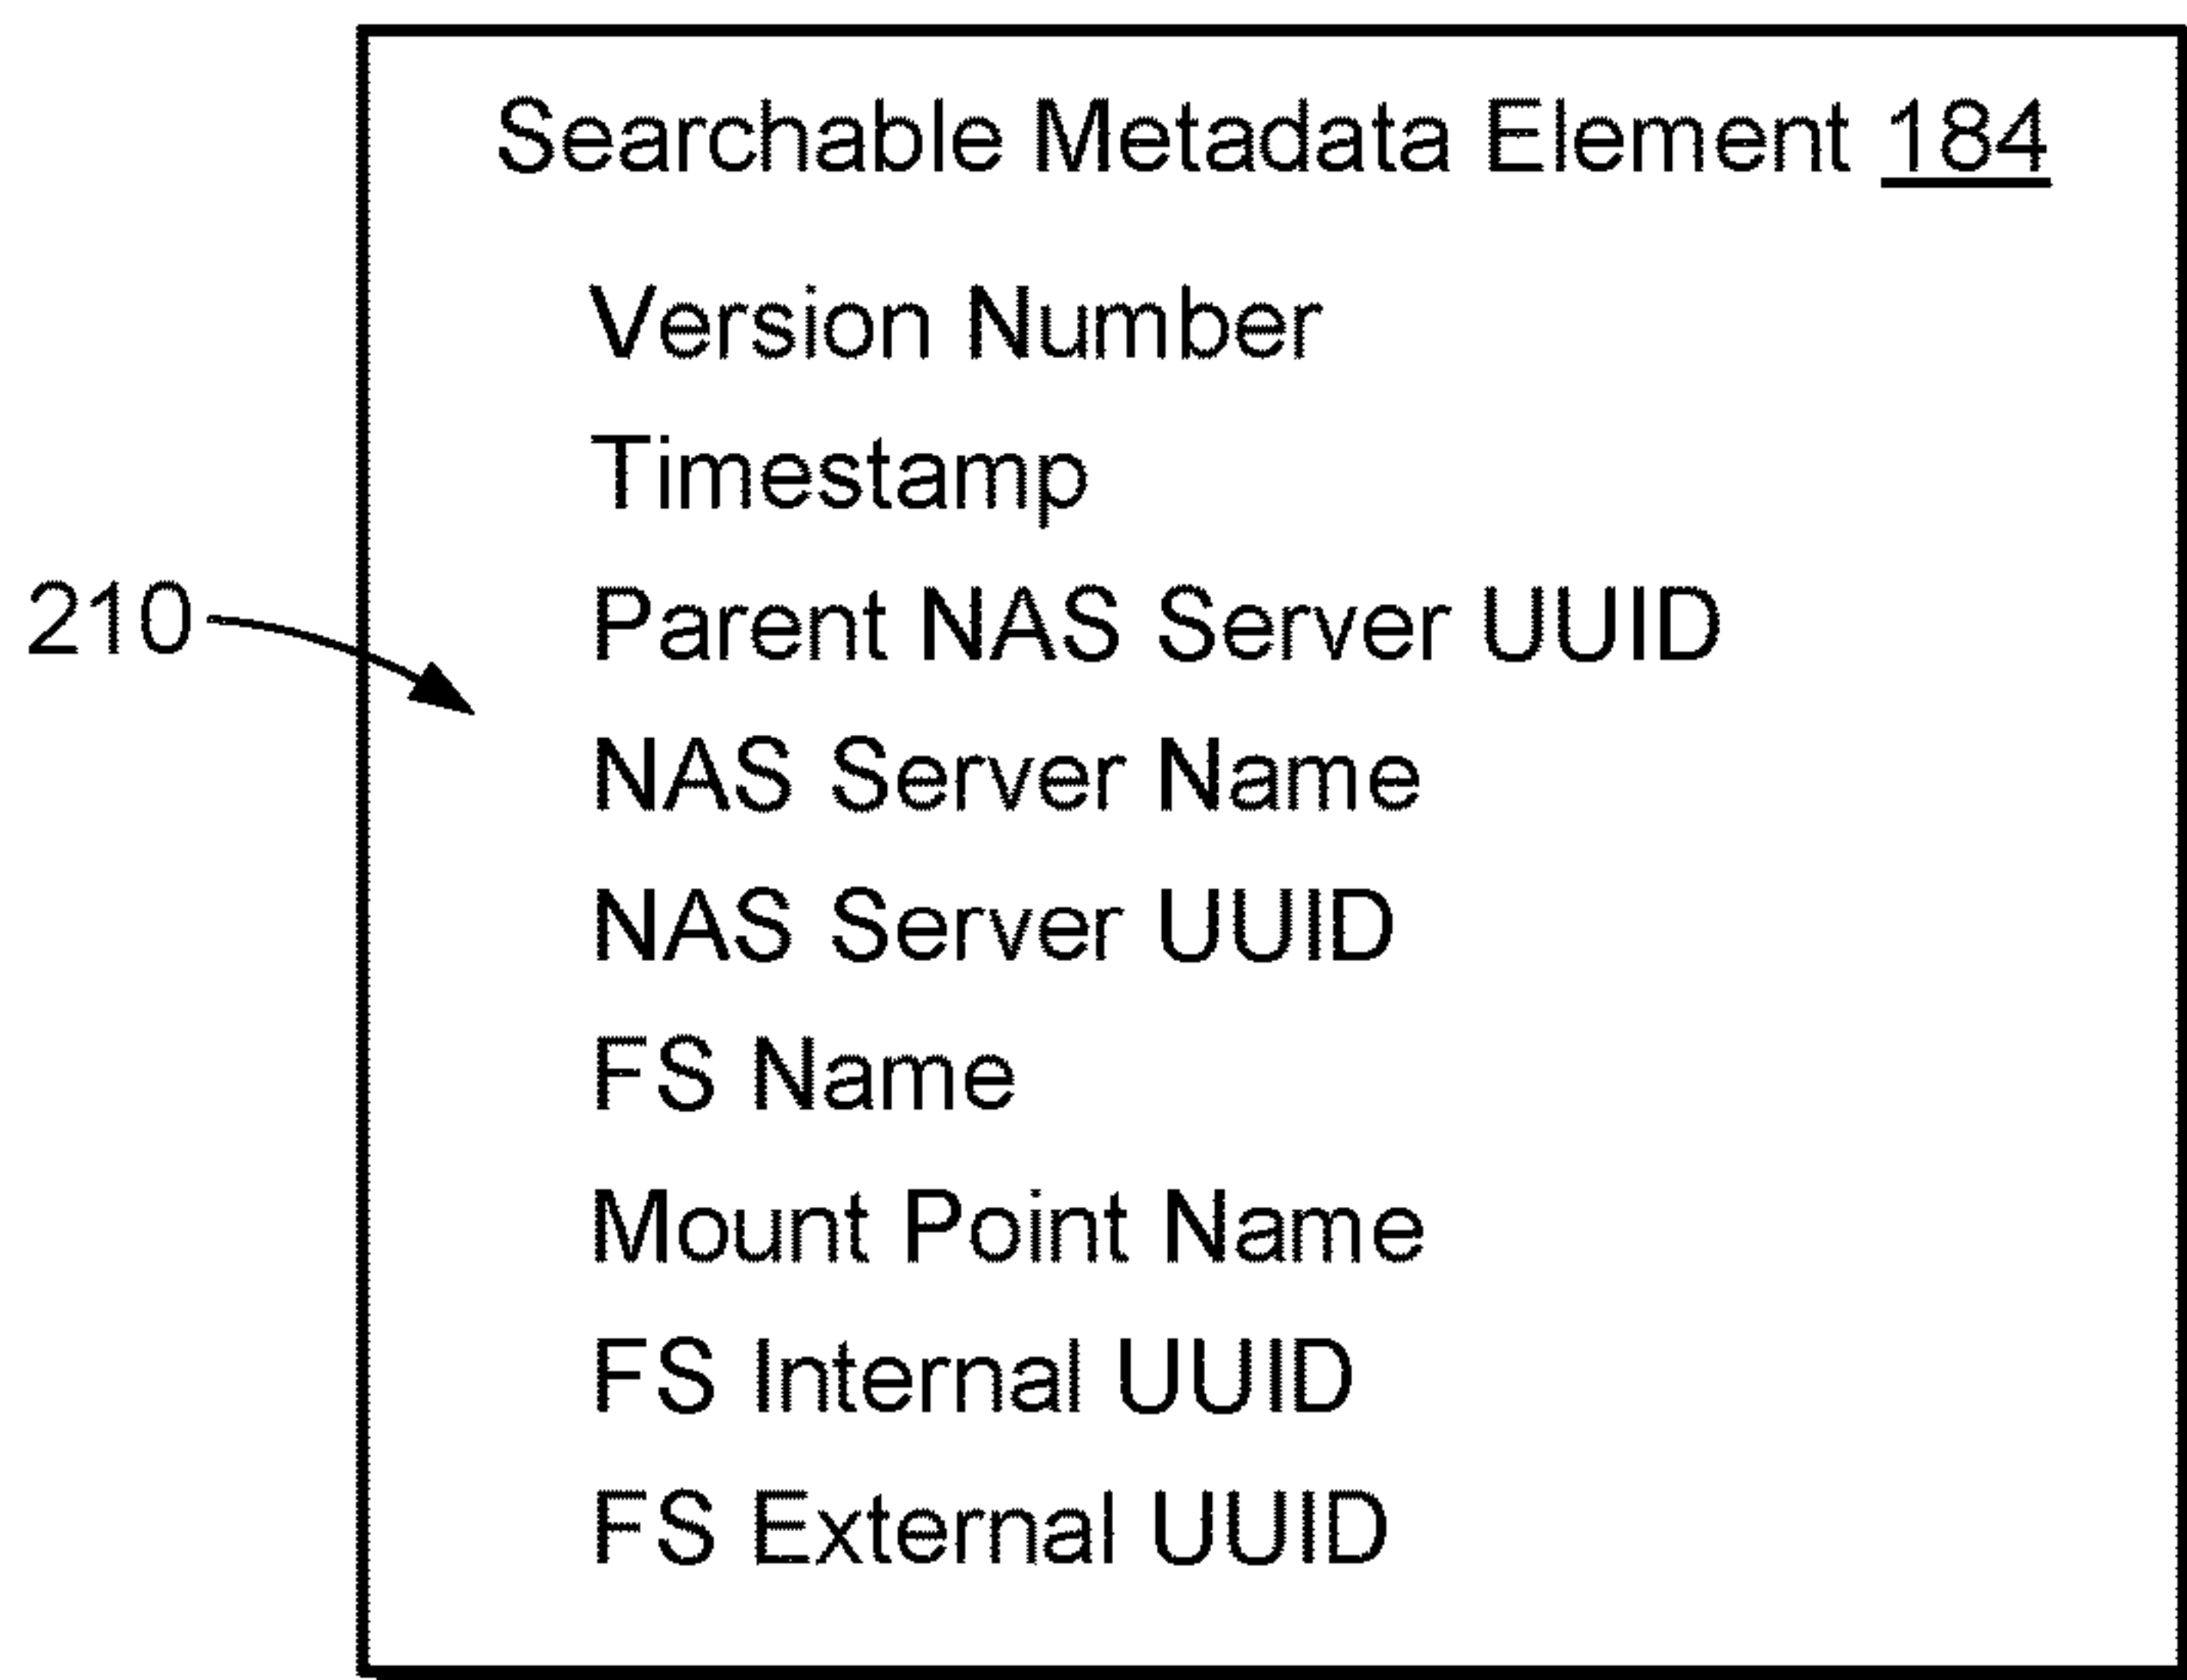 Searchable Metadata Element 184
Version Number
Timestamp
Parent NAS Server UUID
210
NAS Server Name
NAS Server UUID
FS Name
Mount Point Name
FS Internal UUID
FS External UUID